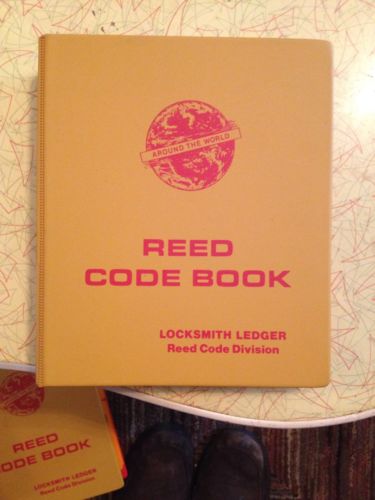 AROUND THE WORLD
REED
CODE BOOK
LOCKSMITH LEDGER
Reed Code Division
REED
CODE BOOK
LOCKSMITH LEDGER
Reed Code Division